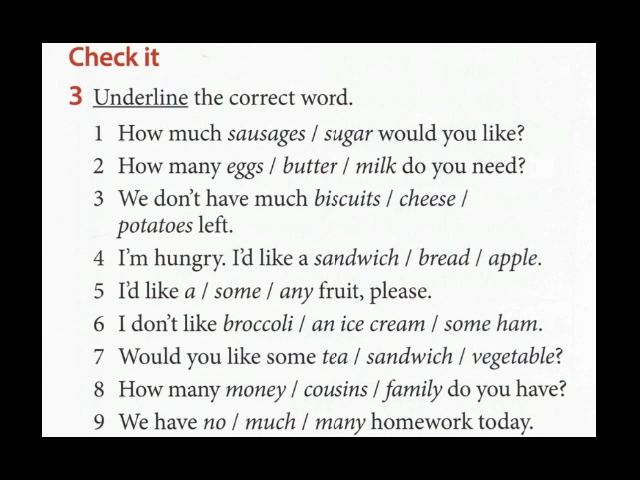 Check it
3 Underline the correct word.
1 How much sausages / sugar would you like?
2 How many eggs / butter / milk do you need?
3 We don't have much biscuits / cheese /
potatoes left.
4 I'm hungry. I'd like a sandwich / bread / apple.
5 I'd like a / some / any fruit, please.
6 I don't like broccoli / an ice cream / some ham.
7 Would you like some tea / sandwich / vegetable?
8 How many money / cousins / family do you have?
9 We have no / much / many homework today.